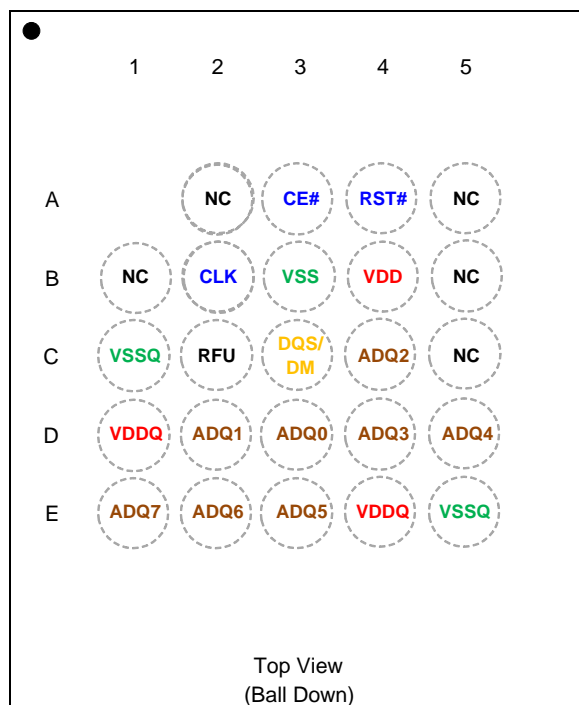 1 2 3 4 5
A NC CE# RST# NC
B NC CLK VSS VDD NC
C VSSQ RFU DQS/ DM ADQ2 NC
D VDDQ ADQ1 ADQ0 ADQ3 ADQ4
E ADQ7 ADQ6 ADQ5 VDDQ VSSQ
Top View
(Ball Down)